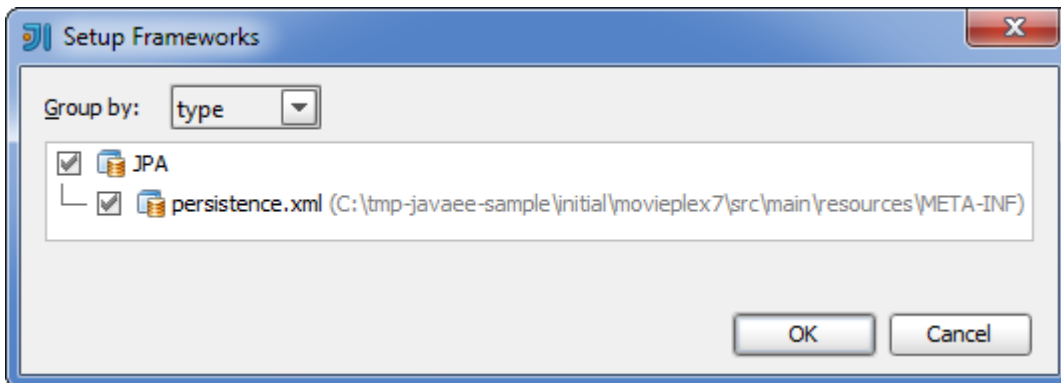 Setup Frameworks
Group by: type
JPA
persistence.xml (C:\tmp-javaee-sample\initial\movieplex7\src\main\resources\META-INF)
OK Cancel